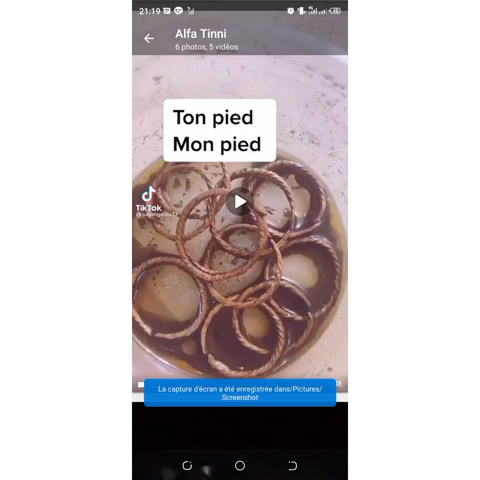 21:19
Alfa Tinni
6 photos, 5 vidéos
Ton pied
Mon pied
TikTok
La capture d'écran a été enregistrée dans/Pictures/
Screenshot